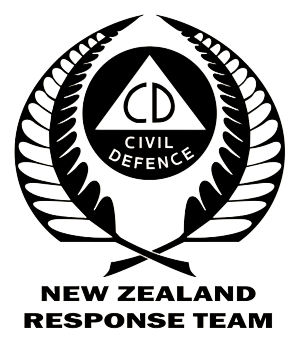 CD
CIVIL
DEFENCE
NEW ZEALAND
RESPONSE TEAM